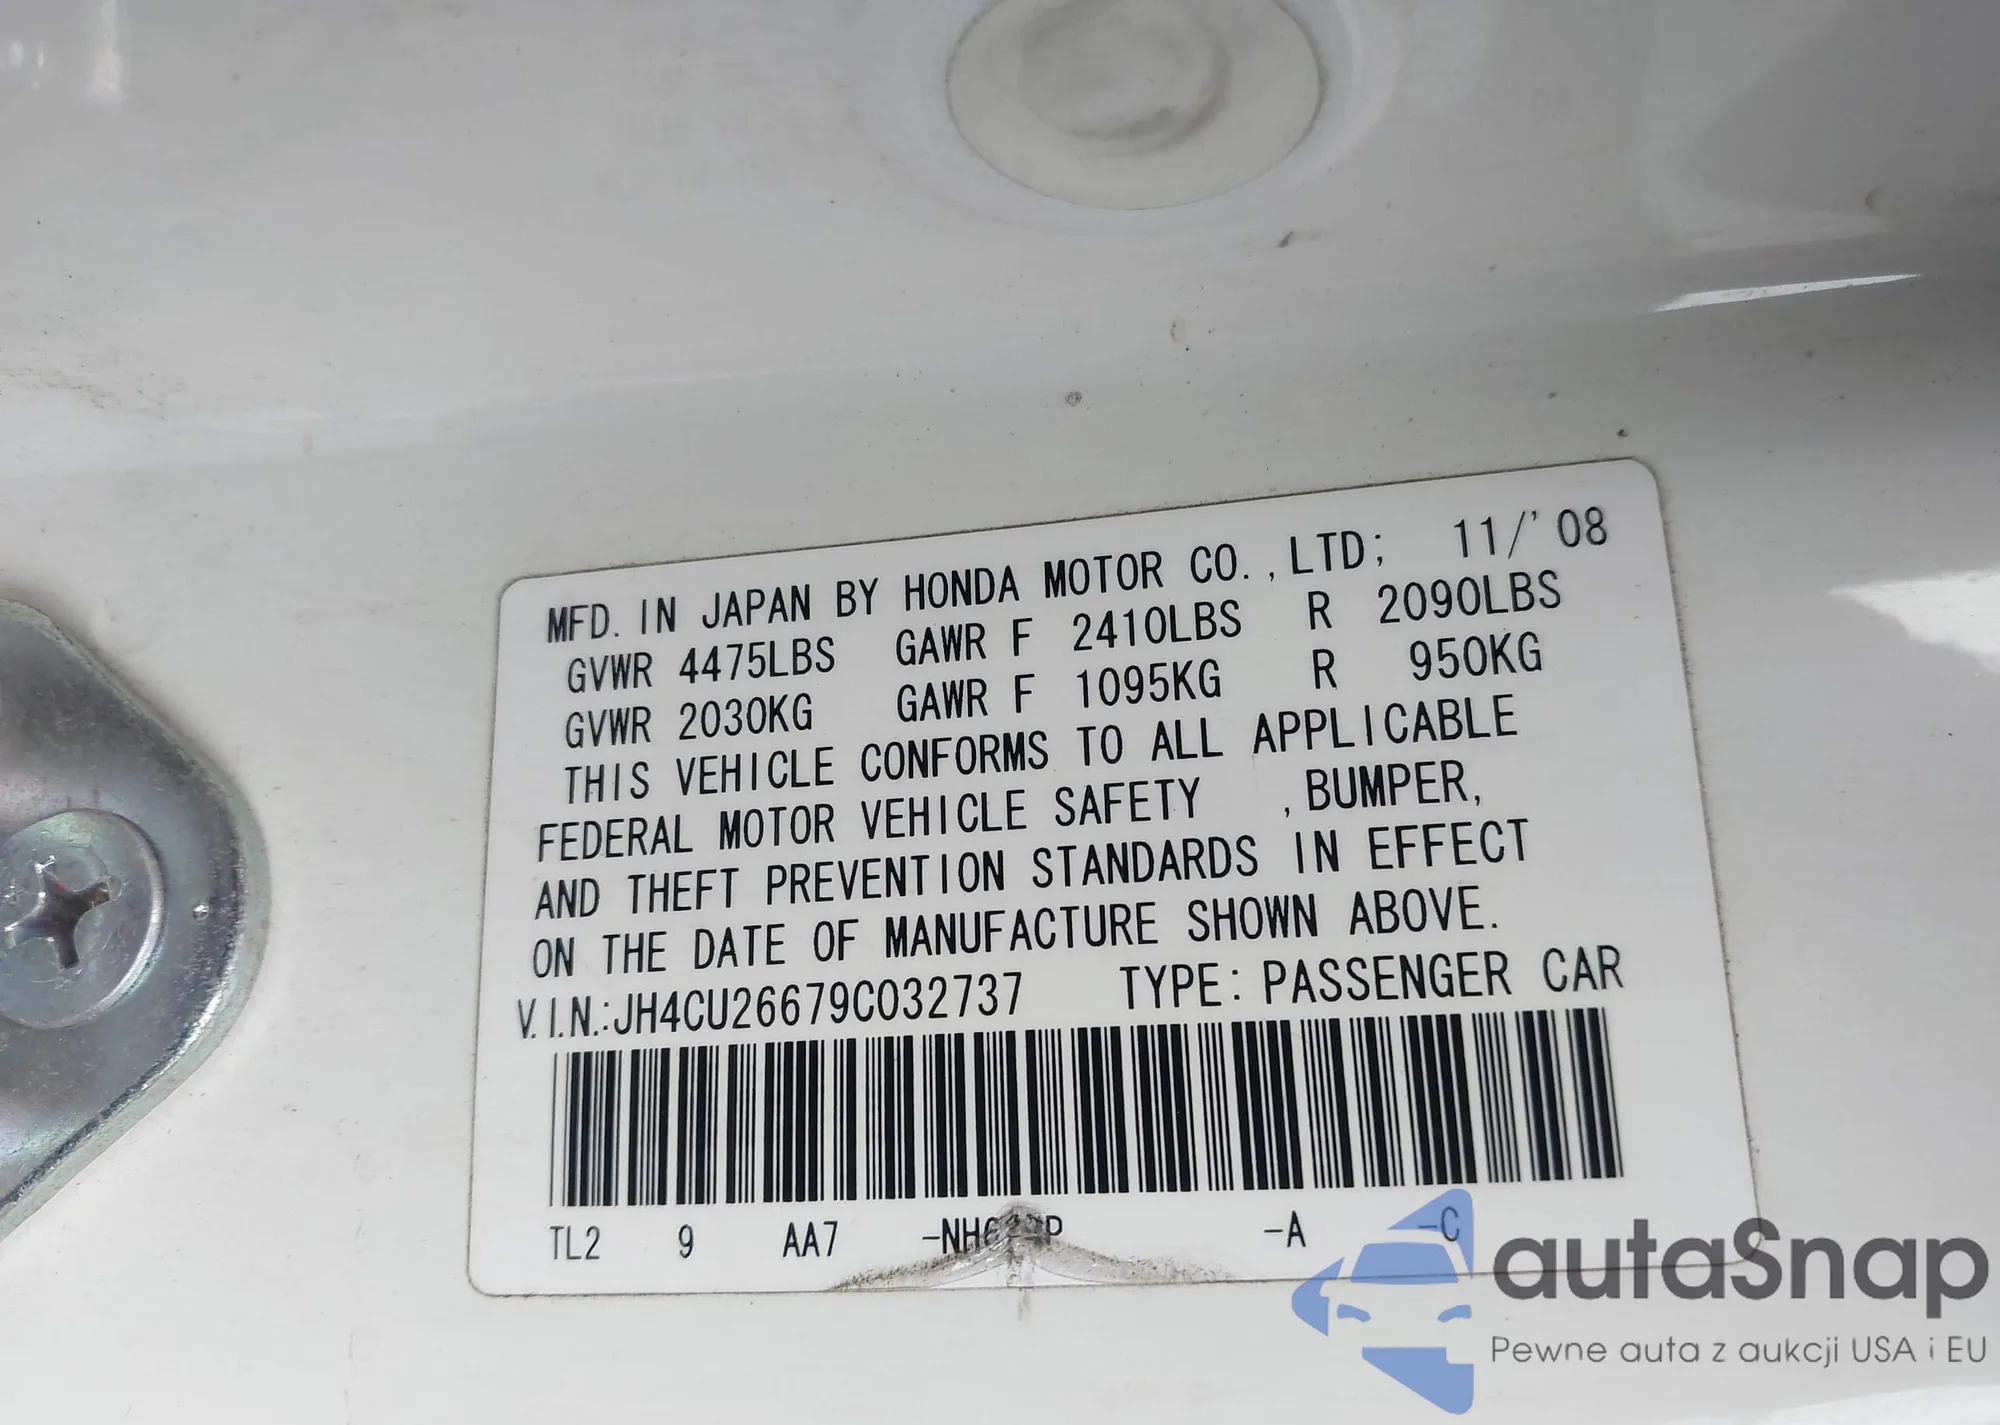 MFD. IN JAPAN BY HONDA MOTOR CO.,LTD; 11/'08
GVWR 4475LBS GAWR F 2410LBS R 2090LBS
GVWR 2030KG GAWR F 1095KG R 950KG
THIS VEHICLE CONFORMS TO ALL APPLICABLE
FEDERAL MOTOR VEHICLE SAFETY , BUMPER,
AND THEFT PREVENTION STANDARDS IN EFFECT
ON THE DATE OF MANUFACTURE SHOWN ABOVE.
V.I.N.:JH4CU26679C032737 TYPE: PASSENGER CAR
TL2 9 AA7 -A -C
autaSnap
Pewne auta z aukcji USA i EU